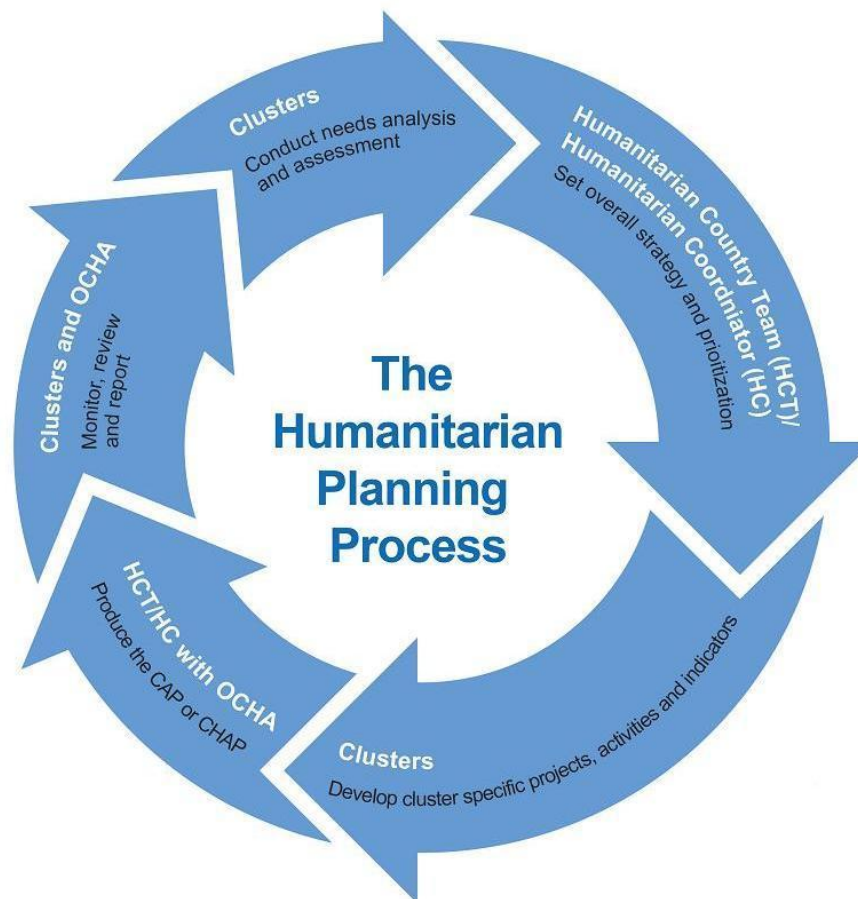 Clusters
Conduct needs analysis
and assessment
Humanitarian Country Team (HCT)/
Humanitarian Coordniator (HC)
Set overall strategy and prioitization
Clusters
Develop cluster specific projects, activities and indicators
HCT/HC with OCHA
Produce the CAP or CHAP
Clusters and OCHA
Monitor, review
and report
The
Humanitarian
Planning
Process